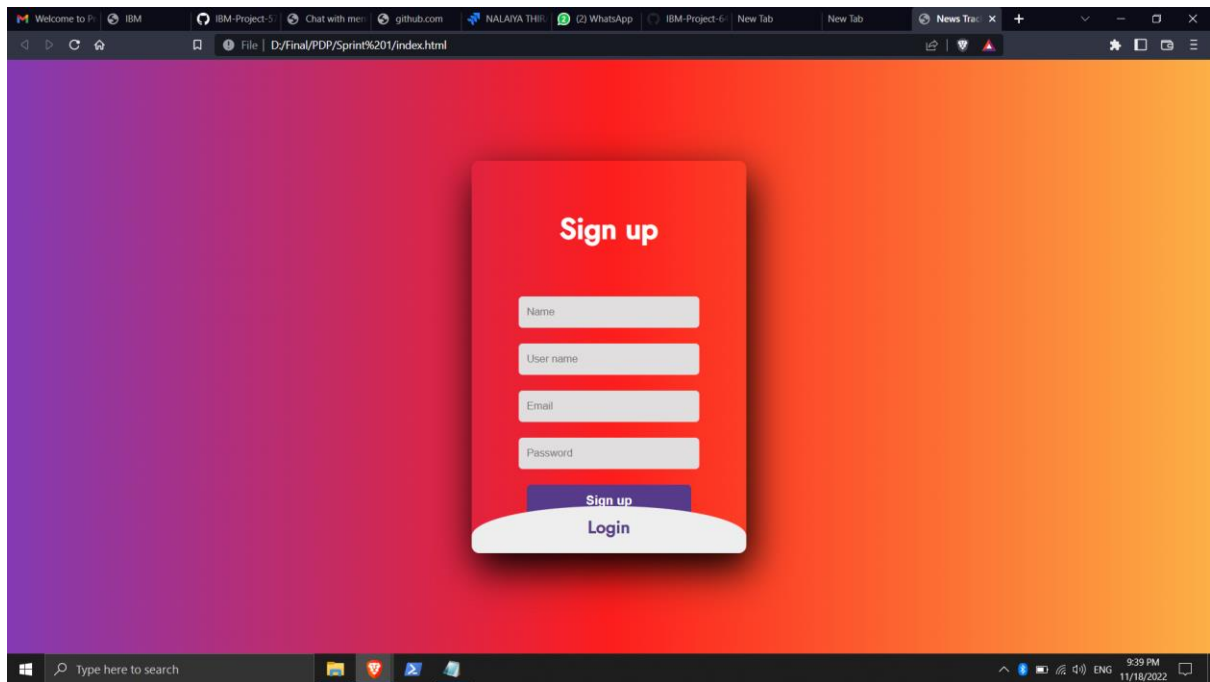 Welcome to P
IBM
IBM-Project-5
Chat with men
github.com
NALAIYA THIR
(2) WhatsApp
IBM-Project-6
New Tab
New Tab
News Trac
File D:/Final/PDP/Sprint%201/index.html
Sign up
Name
User name
Email
Password
Sign up
Login
Type here to search
ENG
9:39 PM
11/18/2022